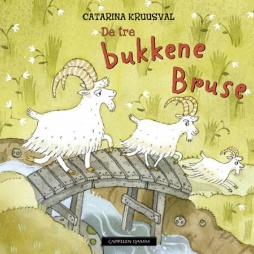 CATARINA KRUUSVAL
De tre
bukkene
Bruse
CAPPELEN DAMM